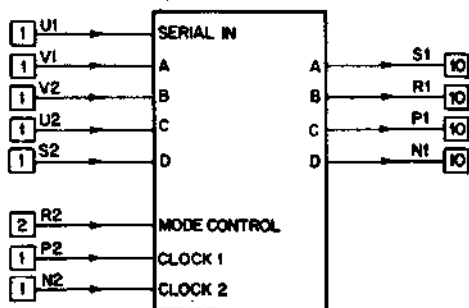 1 U1 SERIAL IN
1 V1 A A S1 10
1 V2 B B R1 10
1 U2 C C P1 10
1 S2 D D N1 10
2 R2 MODE CONTROL
1 P2 CLOCK 1
1 N2 CLOCK 2